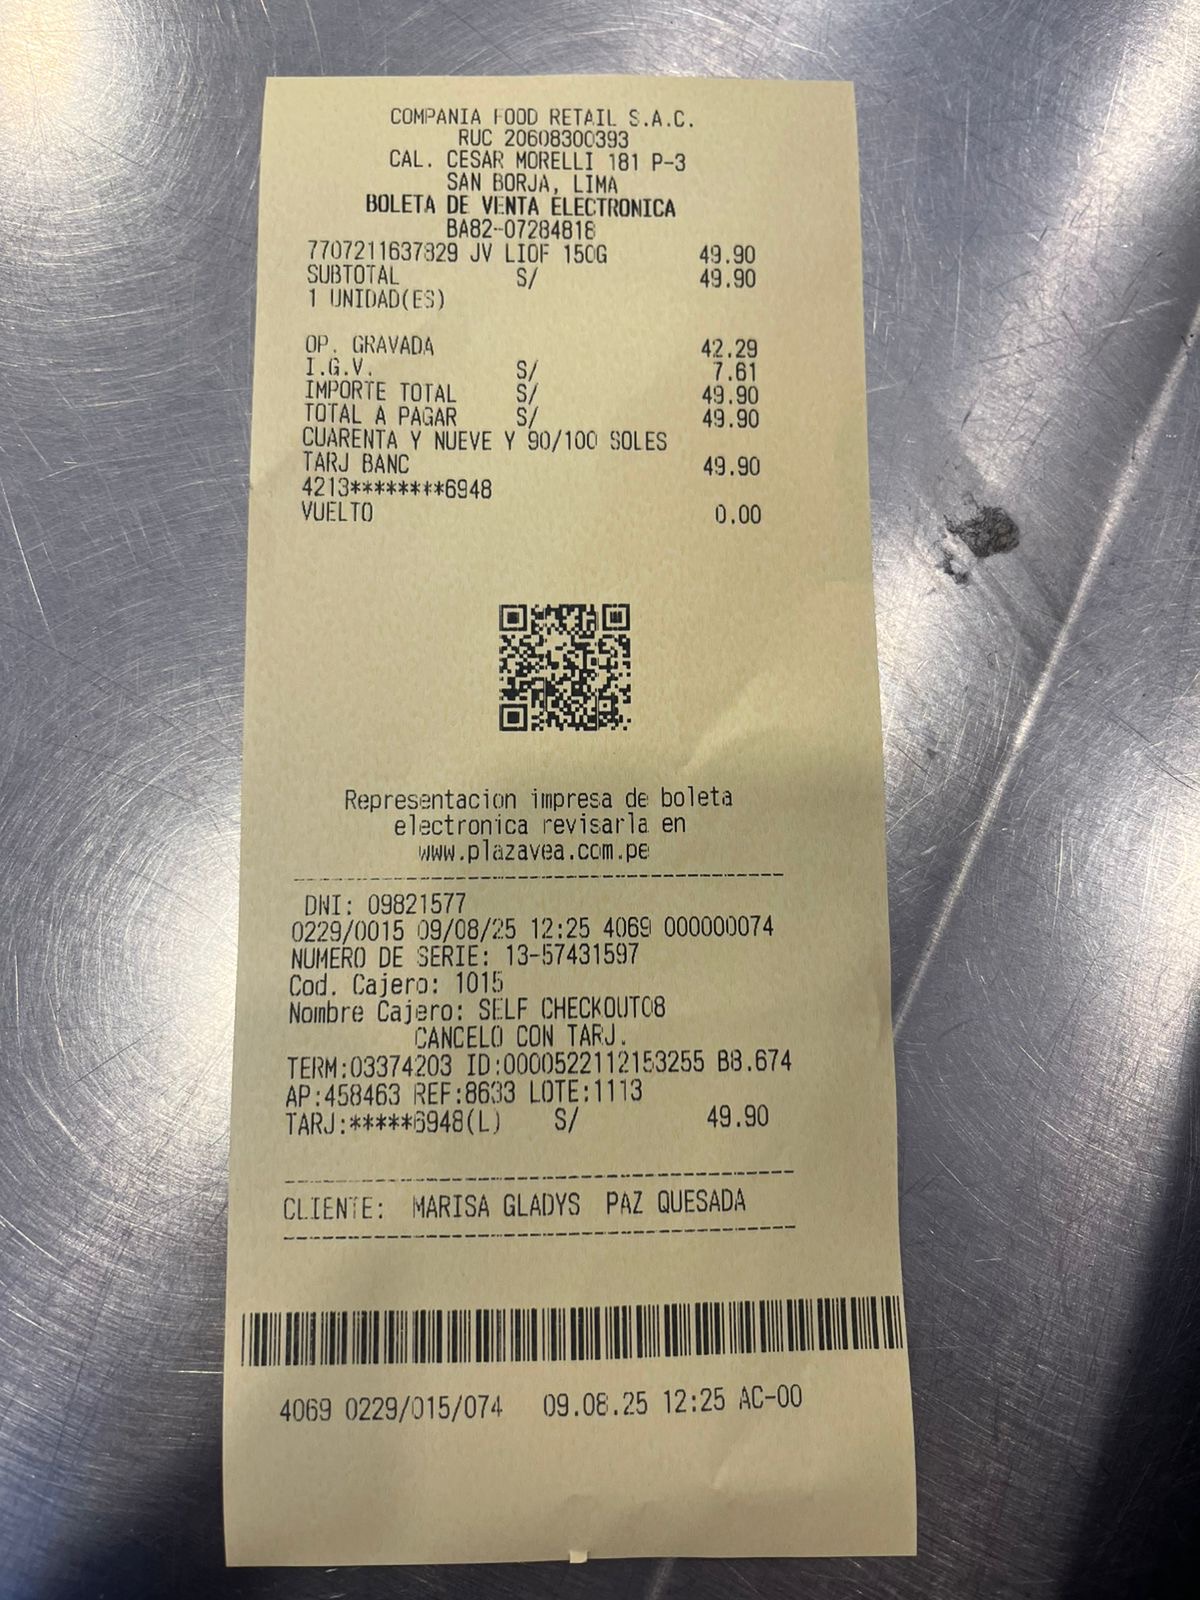 COMPANIA FOOD RETAIL S.A.C.
RUC 20608300393
CAL. CESAR MORELLI 181 P-3
SAN BORJA, LIMA
BOLETA DE VENTA ELECTRONICA
BA82-07284818
7707211637829 JV LIOF 150G 49.90
SUBTOTAL S/ 49.90
1 UNIDAD(ES)
OP. GRAVADA 42.29
I.G.V. S/ 7.61
IMPORTE TOTAL S/ 49.90
TOTAL A PAGAR S/ 49.90
CUARENTA Y NUEVE Y 90/100 SOLES
TARJ BANC 49.90
4213********6948
VUELTO 0.00
Representacion impresa de boleta
electronica revisarla en
www.plazavea.com.pe
DNI: 09821577
0229/0015 09/08/25 12:25 4069 000000074
NUMERO DE SERIE: 13-57431597
Cod. Cajero: 1015
Nombre Cajero: SELF CHECKOUT08
CANCELO CON TARJ.
TERM:03374203 ID:0000522112153255 B8.674
AP:458463 REF:8633 LOTE:1113
TARJ:*****6948(L) S/ 49.90
CLIENTE: MARISA GLADYS PAZ QUESADA
4069 0229/015/074 09.08.25 12:25 AC-00